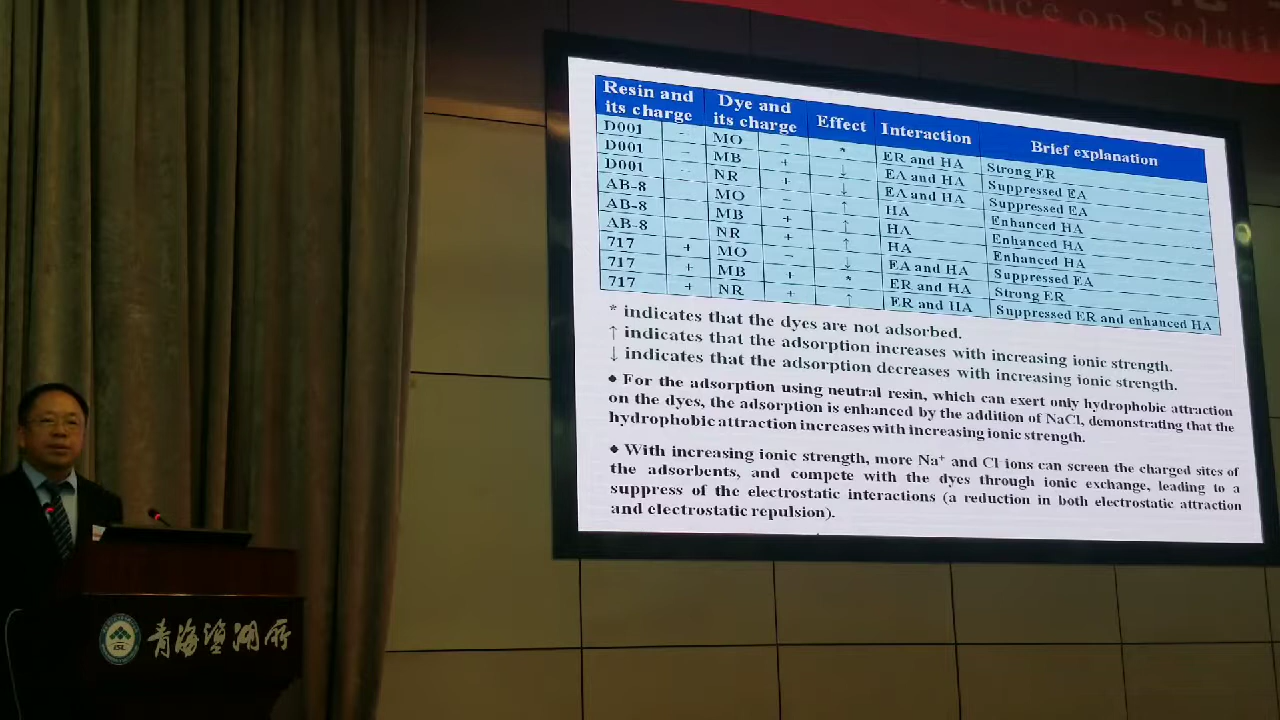 ence on Soluti
Resin and its charge Dye and its charge Effect Interaction Brief explanation
D001 - MO - * ER and HA Strong ER
D001 MB + ↓ EA and HA Suppressed EA
D001 NR + ↓ EA and HA Suppressed EA
AB-8 MO - ↑ HA Enhanced HA
AB-8 MB + ↑ HA Enhanced HA
AB-8 NR + ↑ HA Enhanced HA
717 + MO - ↓ EA and HA Suppressed EA
717 + MB + * ER and HA Strong ER
717 + NR + ↑ ER and HA Suppressed ER and enhanced HA
* indicates that the dyes are not adsorbed.
↑ indicates that the adsorption increases with increasing ionic strength.
↓ indicates that the adsorption decreases with increasing ionic strength.
● For the adsorption using neutral resin, which can exert only hydrophobic attraction
on the dyes, the adsorption is enhanced by the addition of NaCl, demonstrating that the
hydrophobic attraction increases with increasing ionic strength.
◆ With increasing ionic strength, more Na⁺ and Cl⁻ ions can screen the charged sites of
the adsorbents, and compete with the dyes through ionic exchange, leading to a
suppress of the electrostatic interactions (a reduction in both electrostatic attraction
and electrostatic repulsion).
ISL
青海盐湖所